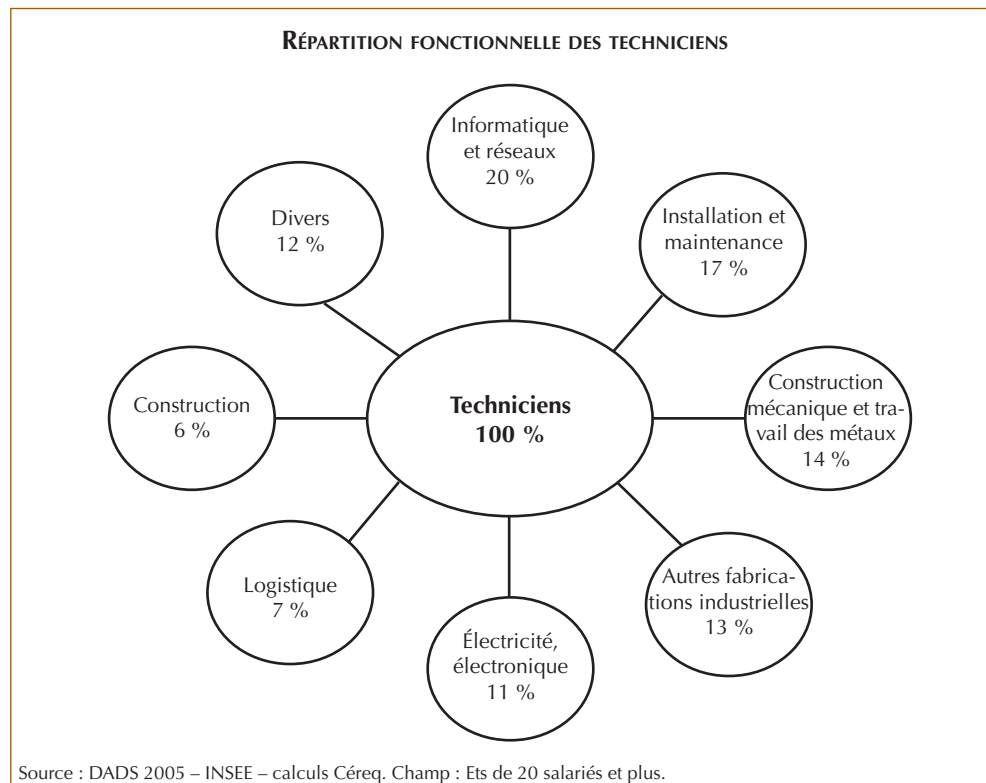 RÉPARTITION FONCTIONNELLE DES TECHNICIENS
Informatique
et réseaux
20 %
Installation et
maintenance
17 %
Construction
mécanique et tra-
vail des métaux
14 %
Autres fabrica-
tions industrielles
13 %
Électricité,
électronique
11 %
Logistique
7 %
Construction
6 %
Divers
12 %
Techniciens
100 %
Source : DADS 2005 – INSEE – calculs Céreq. Champ : Ets de 20 salariés et plus.